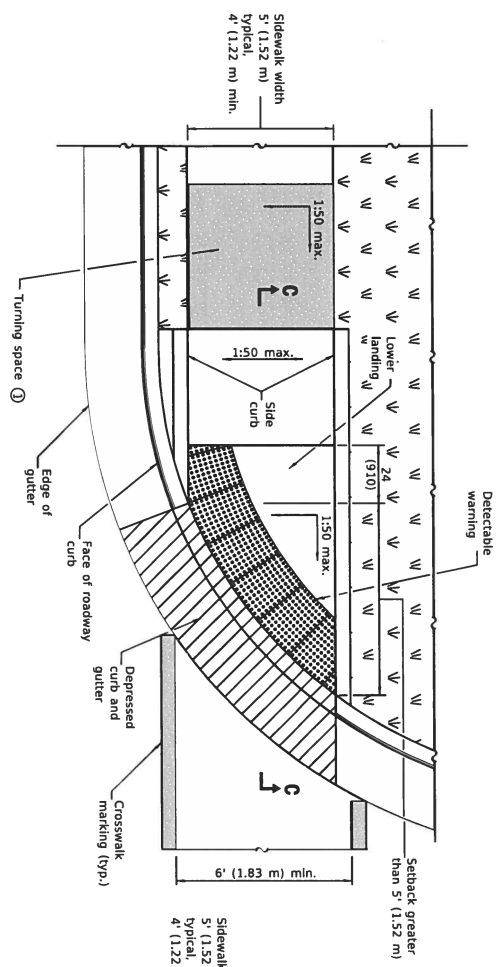 Sidewalk width
5' (1.52 m)
typical,
4' (1.22 m) min.
1:50 max.
C
Turning space ①
1:50 max.
Lower
landing
Side
curb
24
(910)
1:50 max.
Detectable
warning
Edge of
gutter
Face of roadway
curb
Depressed
curb and
gutter
Crosswalk
marking (typ.)
C
Setback greater
than 5' (1.52 m)
6' (1.83 m) min.
Sidewalk
5' (1.52
typical,
4' (1.22